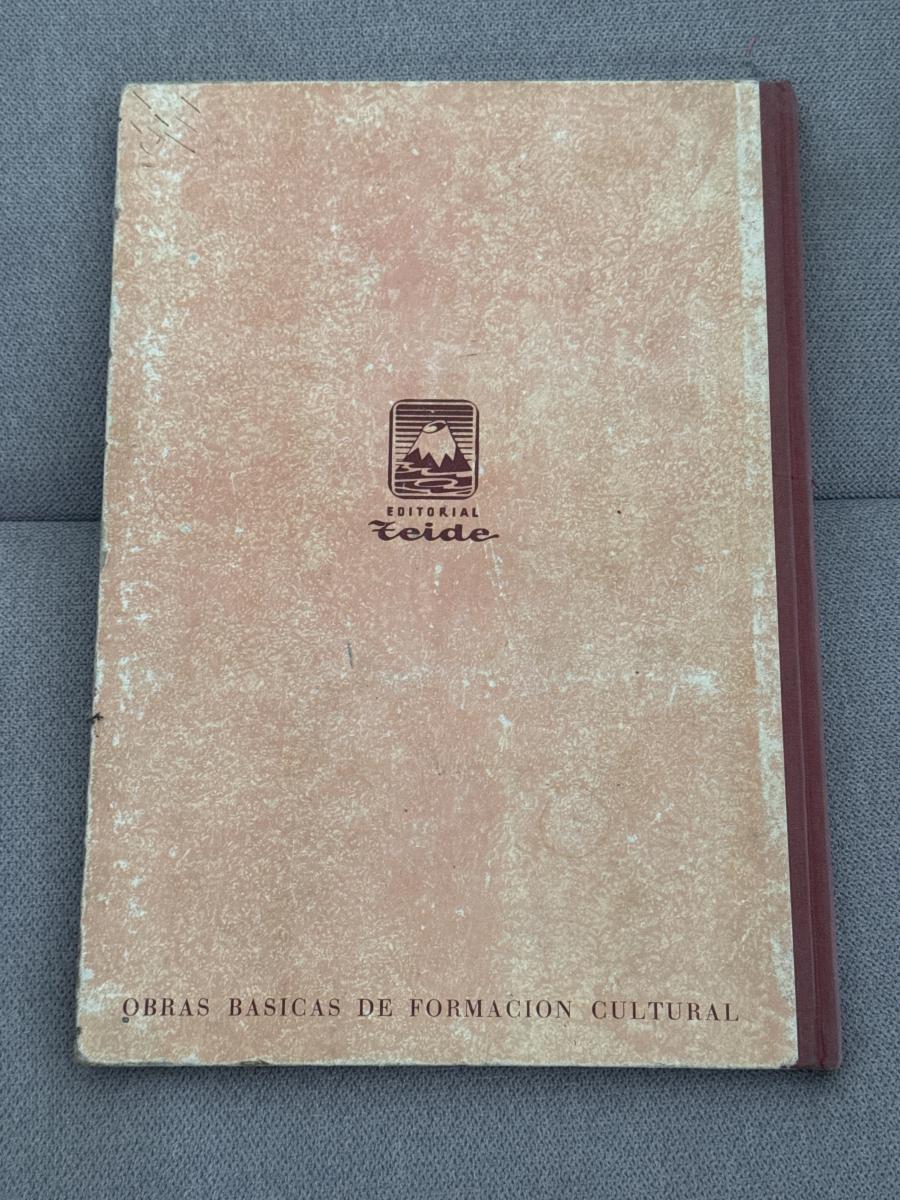 EDITORIAL
Teide
OBRAS BASICAS DE FORMACION CULTURAL